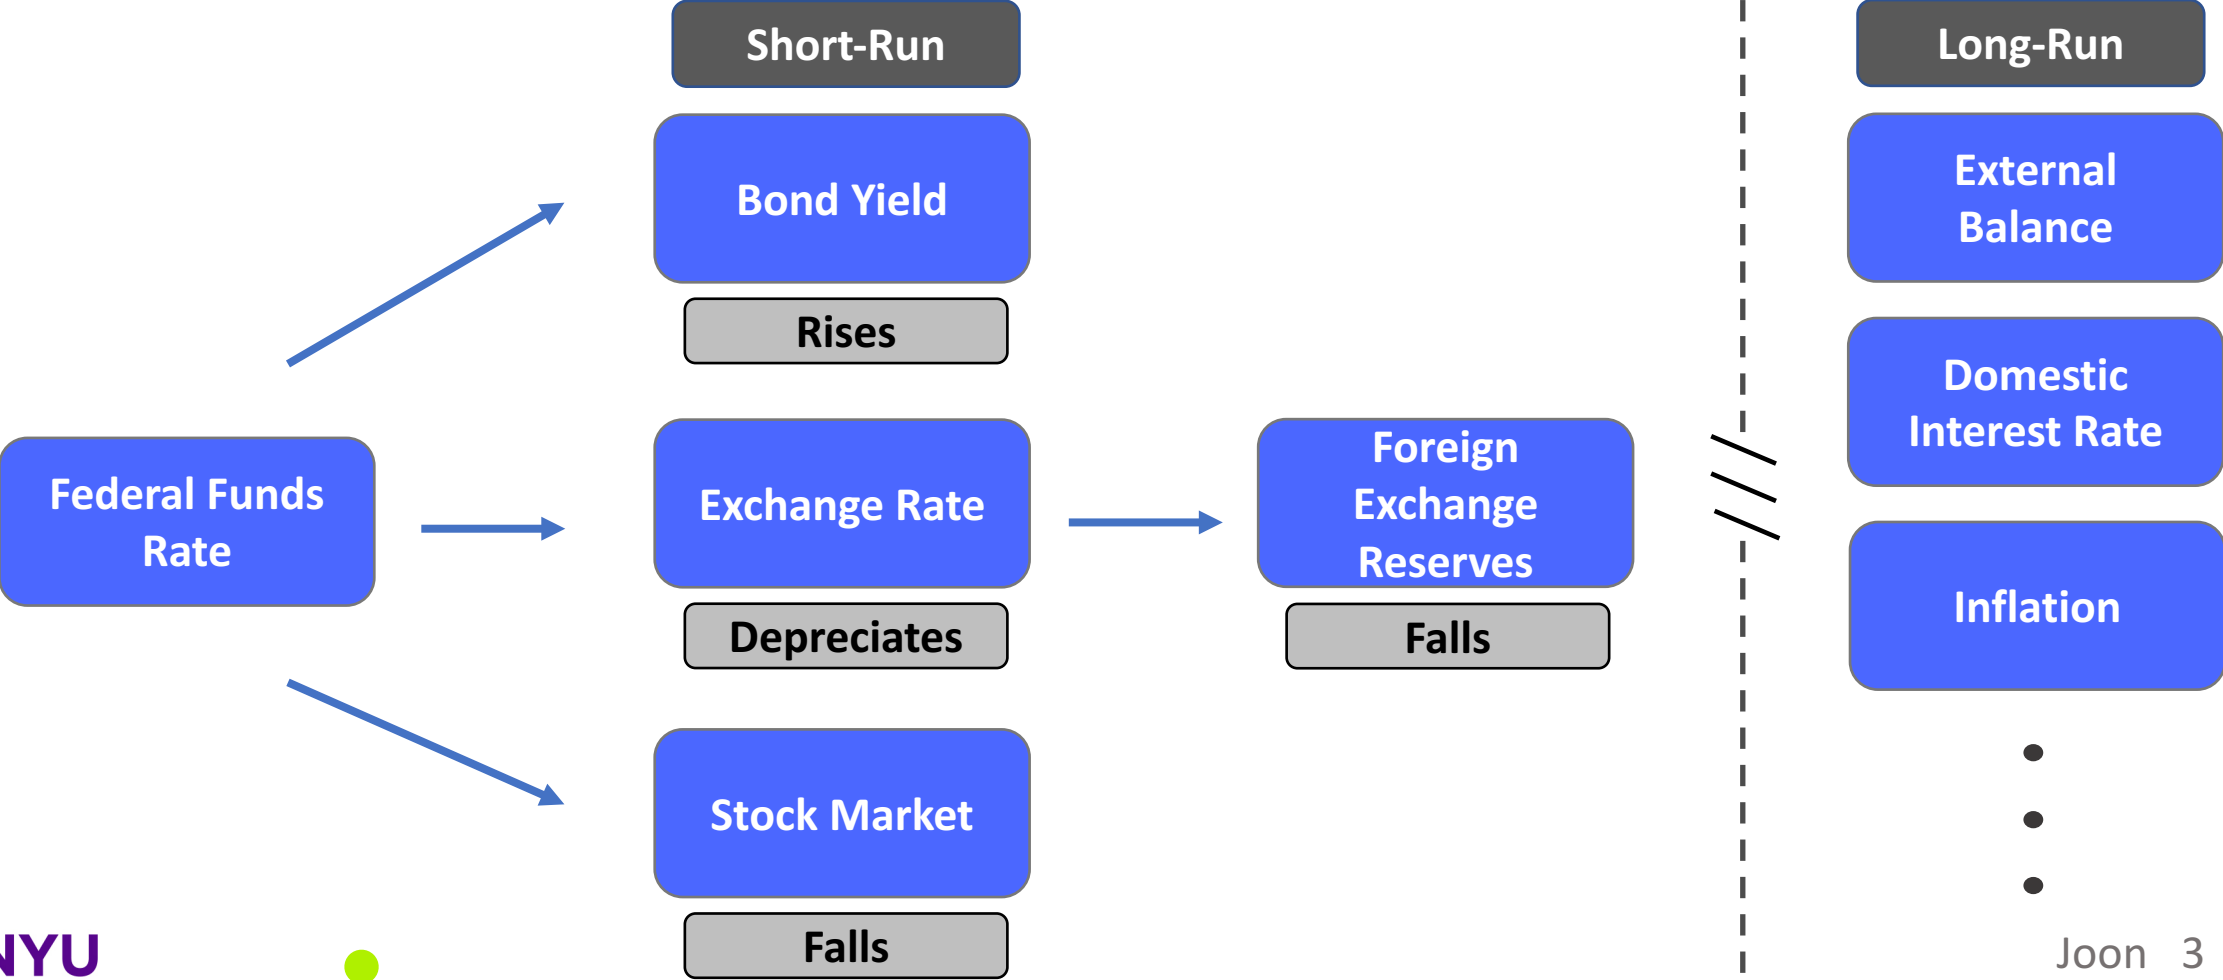 Short-Run
Long-Run
Bond Yield
Rises
External
Balance
Federal Funds
Rate
Exchange Rate
Depreciates
Foreign
Exchange
Reserves
Falls
Domestic
Interest Rate
Inflation
Stock Market
Falls
NYU
Joon 3